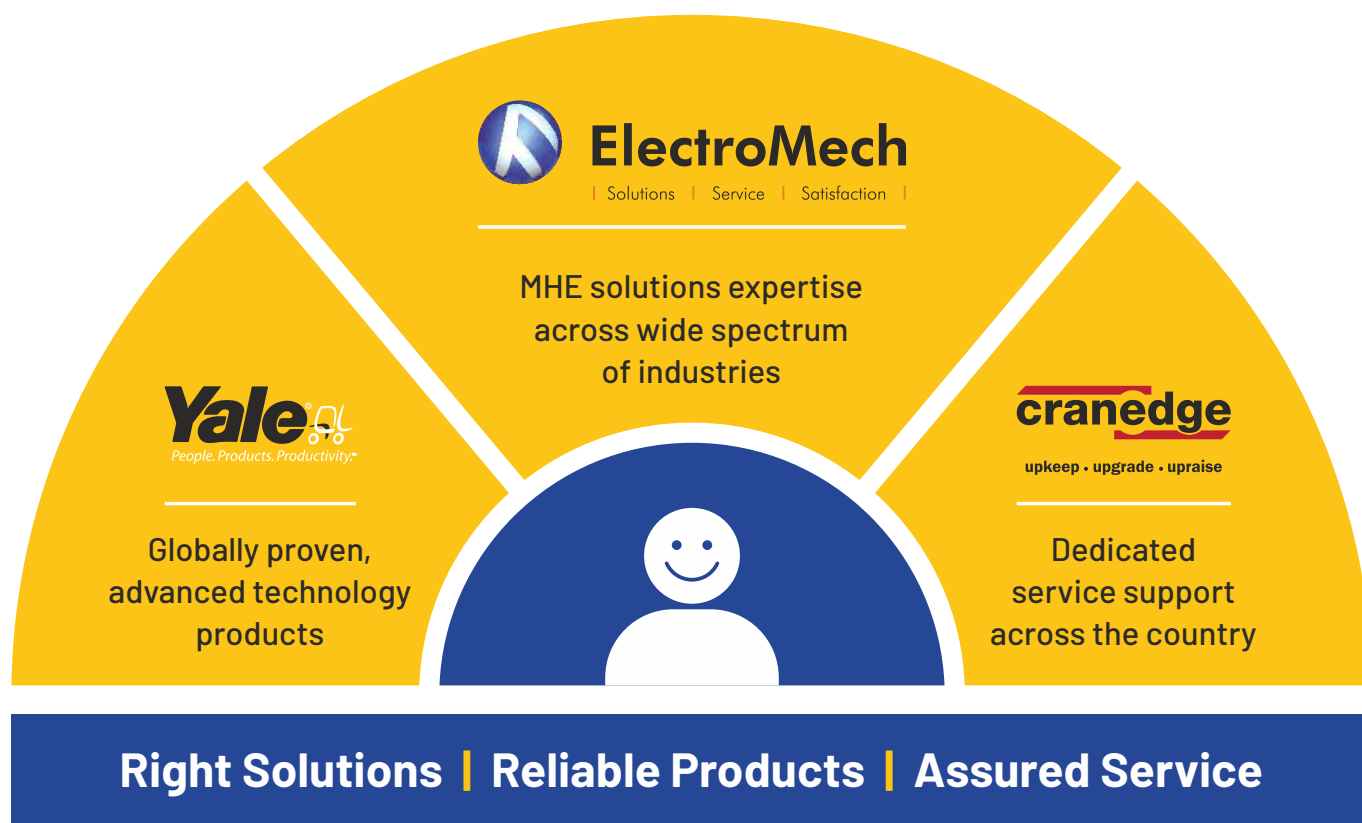 ElectroMech
| Solutions | Service | Satisfaction |
MHE solutions expertise
across wide spectrum
of industries
Yale
People. Products. Productivity.™
Globally proven,
advanced technology
products
cranedge
upkeep • upgrade • upraise
Dedicated
service support
across the country
Right Solutions | Reliable Products | Assured Service